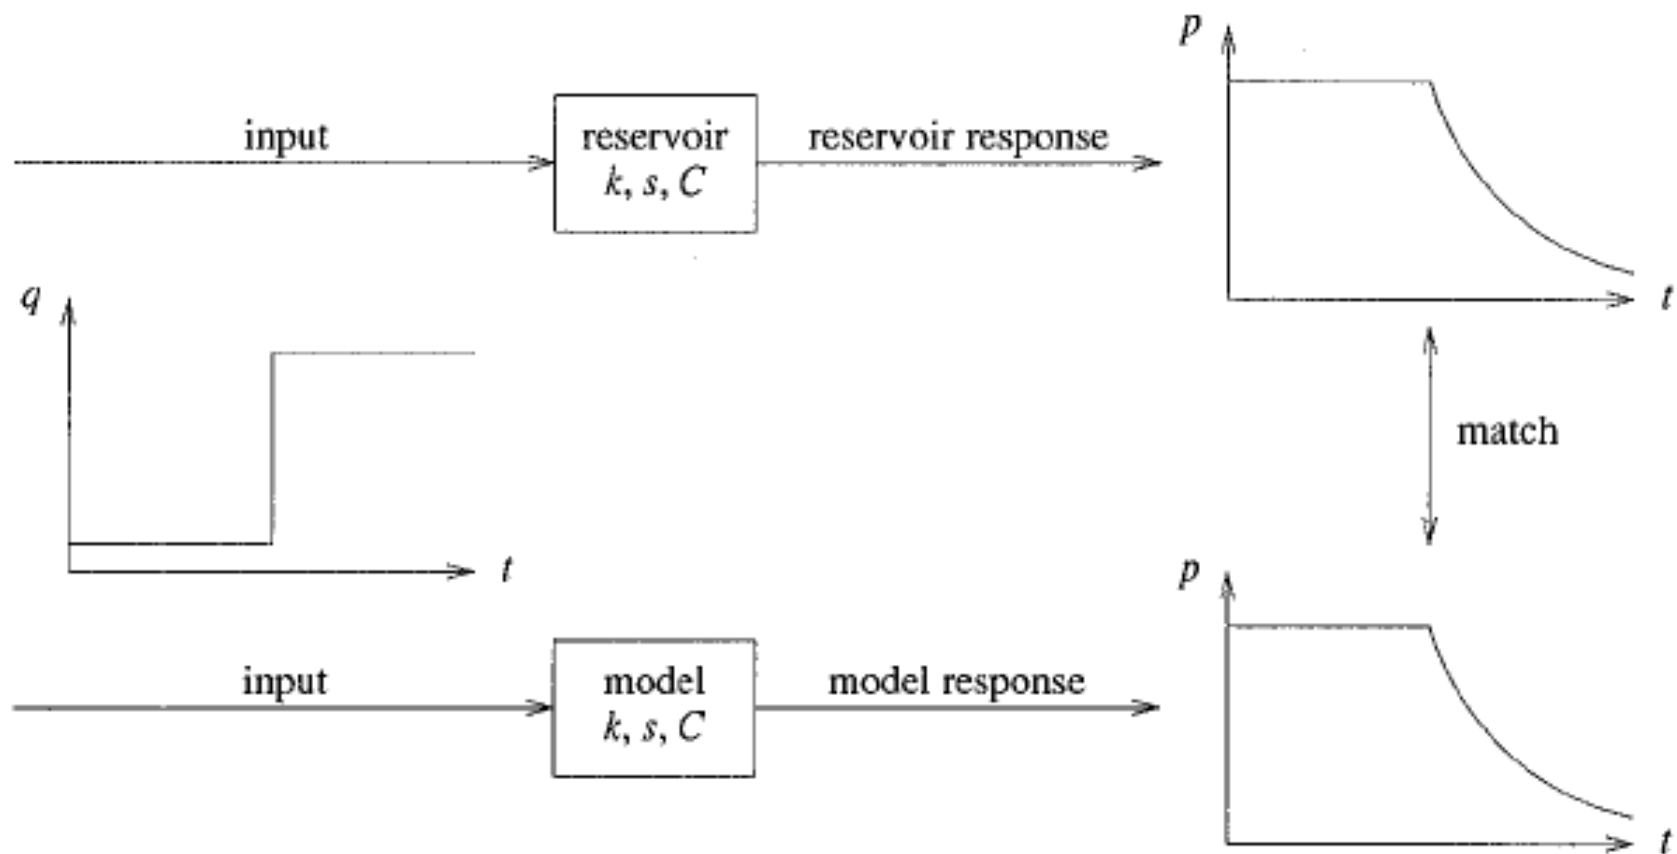 p
input
reservoir
k, s, C
reservoir response
t
q
t
match
p
input
model
k, s, C
model response
t